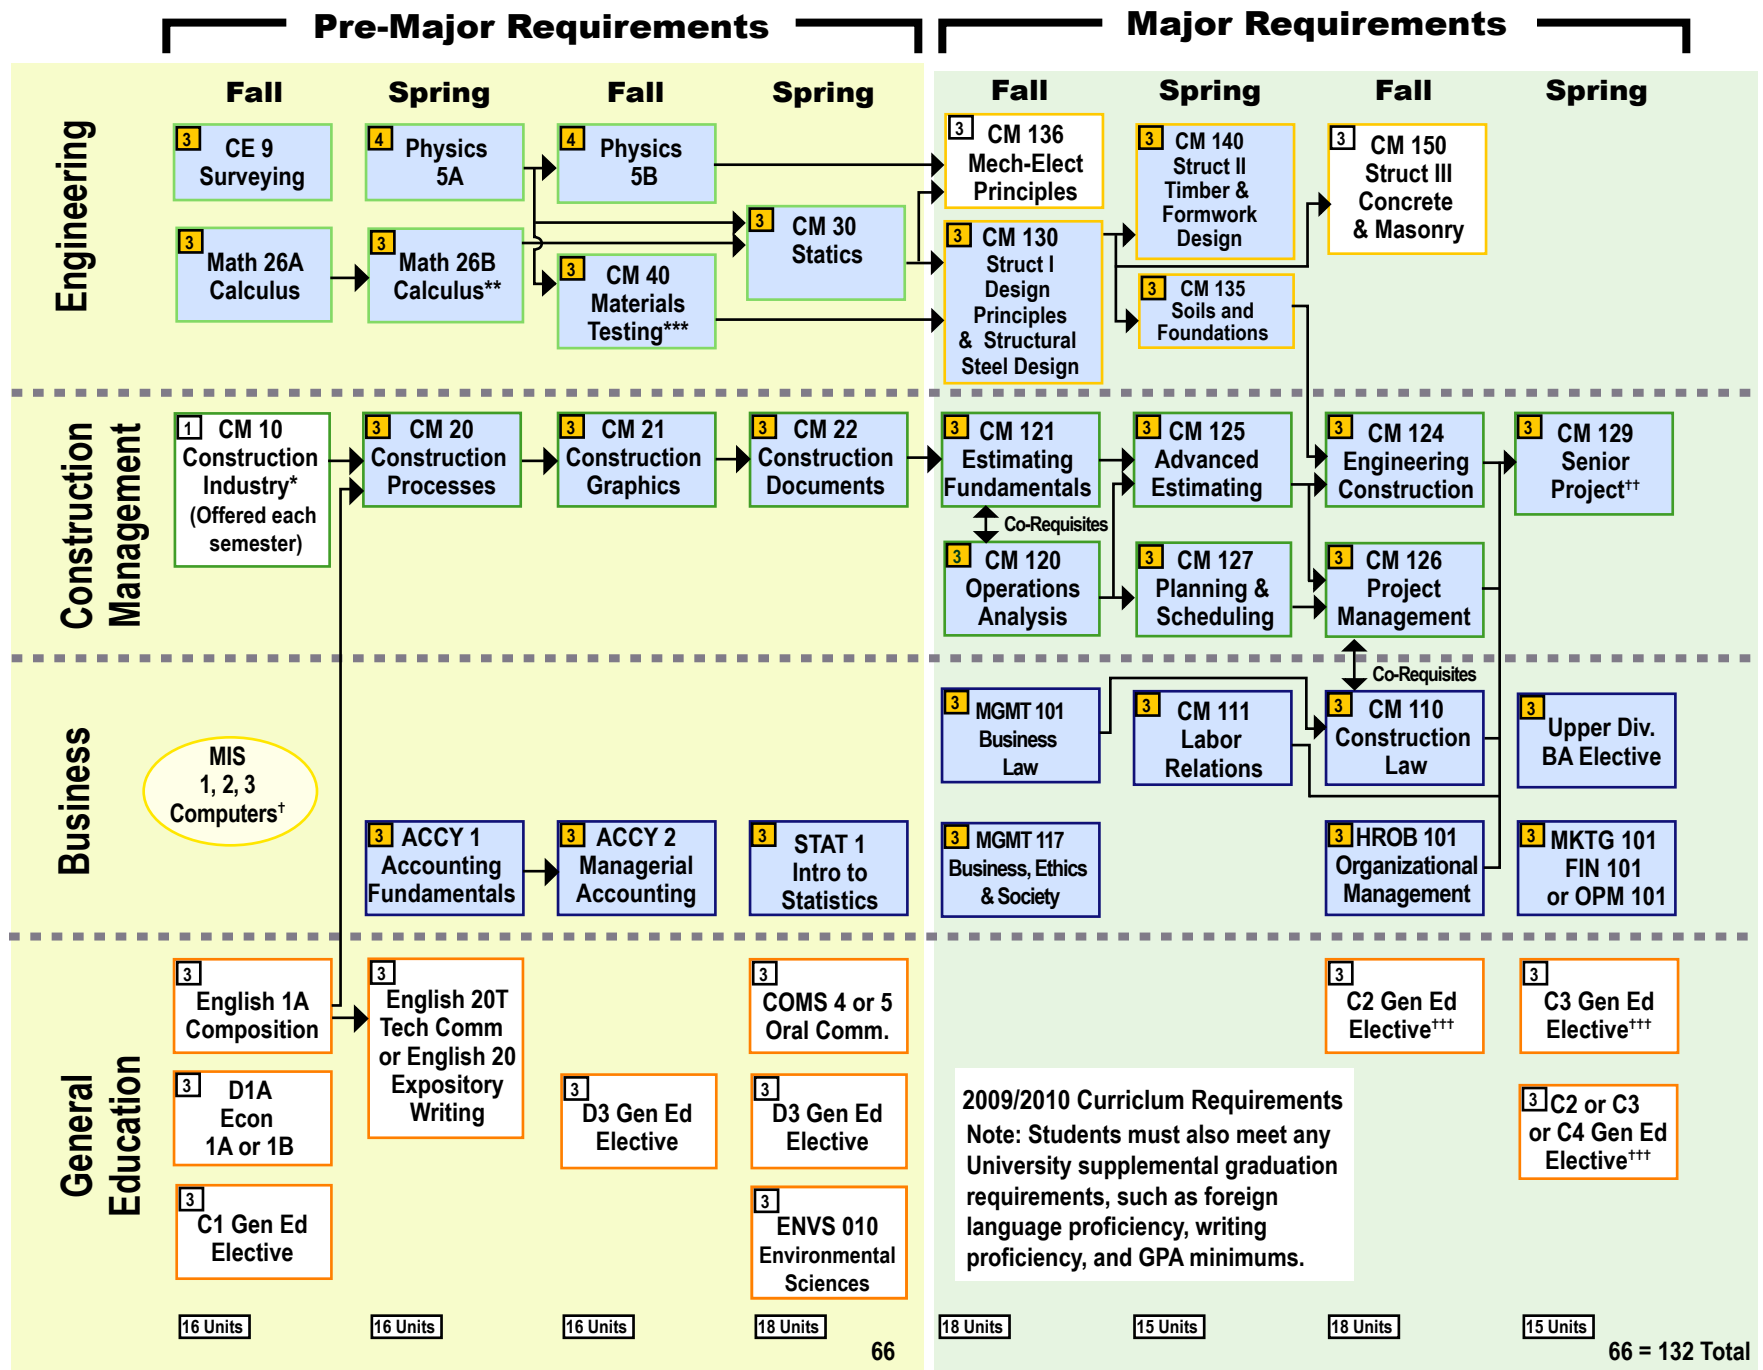 Pre-Major Requirements
Major Requirements
Fall
Spring
Fall
Spring
Fall
Spring
Fall
Spring
Engineering
3
CE 9
Surveying
4
Physics
5A
4
Physics
5B
3
CM 136
Mech-Elect
Principles
3
CM 140
Struct II
Timber &
Formwork
Design
3
CM 150
Struct III
Concrete
& Masonry
3
Math 26A
Calculus
3
Math 26B
Calculus**
3
CM 40
Materials
Testing***
3
CM 30
Statics
3
CM 130
Struct I
Design
Principles
& Structural
Steel Design
3
CM 135
Soils and
Foundations
Construction
Management
1
CM 10
Construction
Industry*
(Offered each
semester)
3
CM 20
Construction
Processes
3
CM 21
Construction
Graphics
3
CM 22
Construction
Documents
3
CM 121
Estimating
Fundamentals
3
CM 125
Advanced
Estimating
3
CM 124
Engineering
Construction
3
CM 129
Senior
Project††
Co-Requisites
3
CM 120
Operations
Analysis
3
CM 127
Planning &
Scheduling
3
CM 126
Project
Management
Co-Requisites
Business
MIS
1, 2, 3
Computers†
3
MGMT 101
Business
Law
3
CM 111
Labor
Relations
3
CM 110
Construction
Law
3
Upper Div.
BA Elective
3
ACCY 1
Accounting
Fundamentals
3
ACCY 2
Managerial
Accounting
3
STAT 1
Intro to
Statistics
3
MGMT 117
Business, Ethics
& Society
3
HROB 101
Organizational
Management
3
MKTG 101
FIN 101
or OPM 101
General
Education
3
English 1A
Composition
3
English 20T
Tech Comm
or English 20
Expository
Writing
3
COMS 4 or 5
Oral Comm.
3
C2 Gen Ed
Elective†††
3
C3 Gen Ed
Elective†††
3
D1A
Econ
1A or 1B
3
D3 Gen Ed
Elective
3
D3 Gen Ed
Elective
3
C2 or C3
or C4 Gen Ed
Elective†††
3
C1 Gen Ed
Elective
3
ENVS 010
Environmental
Sciences
2009/2010 Curriclum Requirements
Note: Students must also meet any
University supplemental graduation
requirements, such as foreign
language proficiency, writing
proficiency, and GPA minimums.
16 Units
16 Units
16 Units
18 Units
18 Units
15 Units
18 Units
15 Units
66
66 = 132 Total